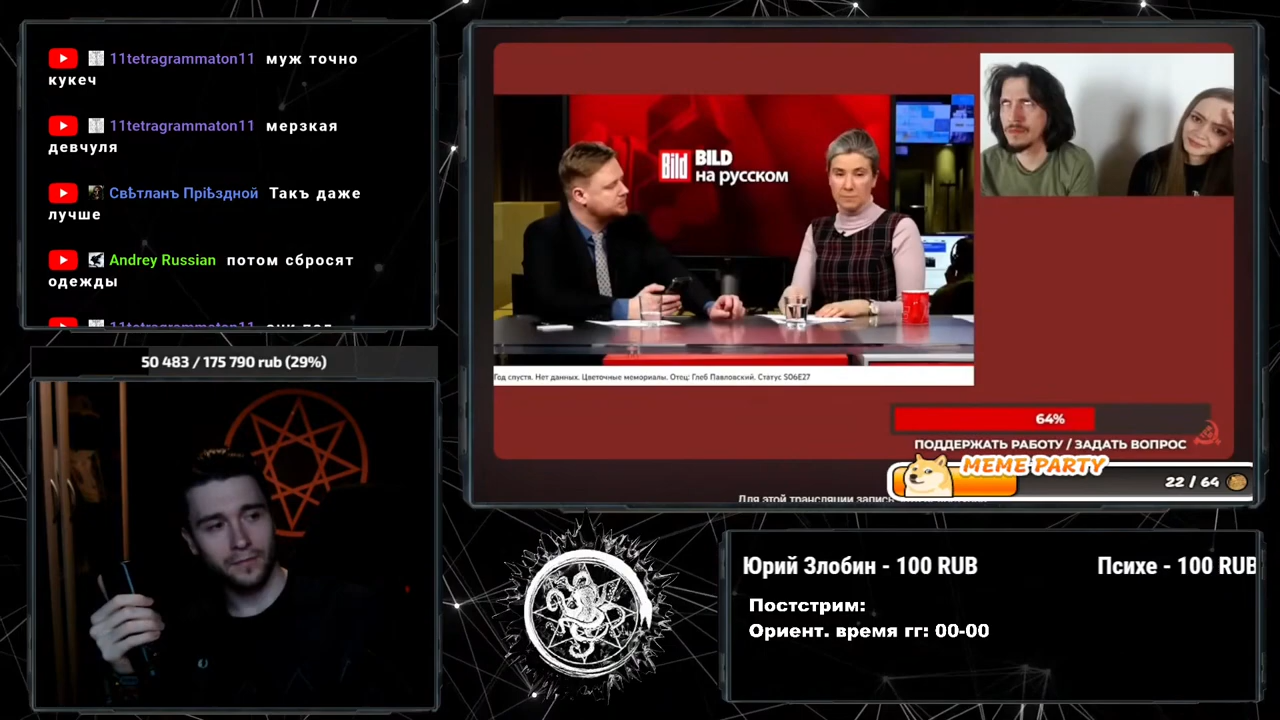 11tetragrammaton11 муж точно
кукеч
11tetragrammaton11 мерзкая
девчуля
Свѣтланъ Прiѣздной Такъ даже
лучше
Andrey Russian потом сбросят
одежды
11tetragrammaton11
50 483 / 175 790 rub (29%)
Bild BILD
на русском
Год спустя. Нет данных. Цветочные мемориалы. Отец: Глеб Павловский. Статус S06E27
64%
ПОДДЕРЖАТЬ РАБОТУ / ЗАДАТЬ ВОПРОС
MEME PARTY
22 / 64
Для этой трансляции
Юрий Злобин - 100 RUB Психе - 100 RUB
Постстрим:
Ориент. время гг: 00-00